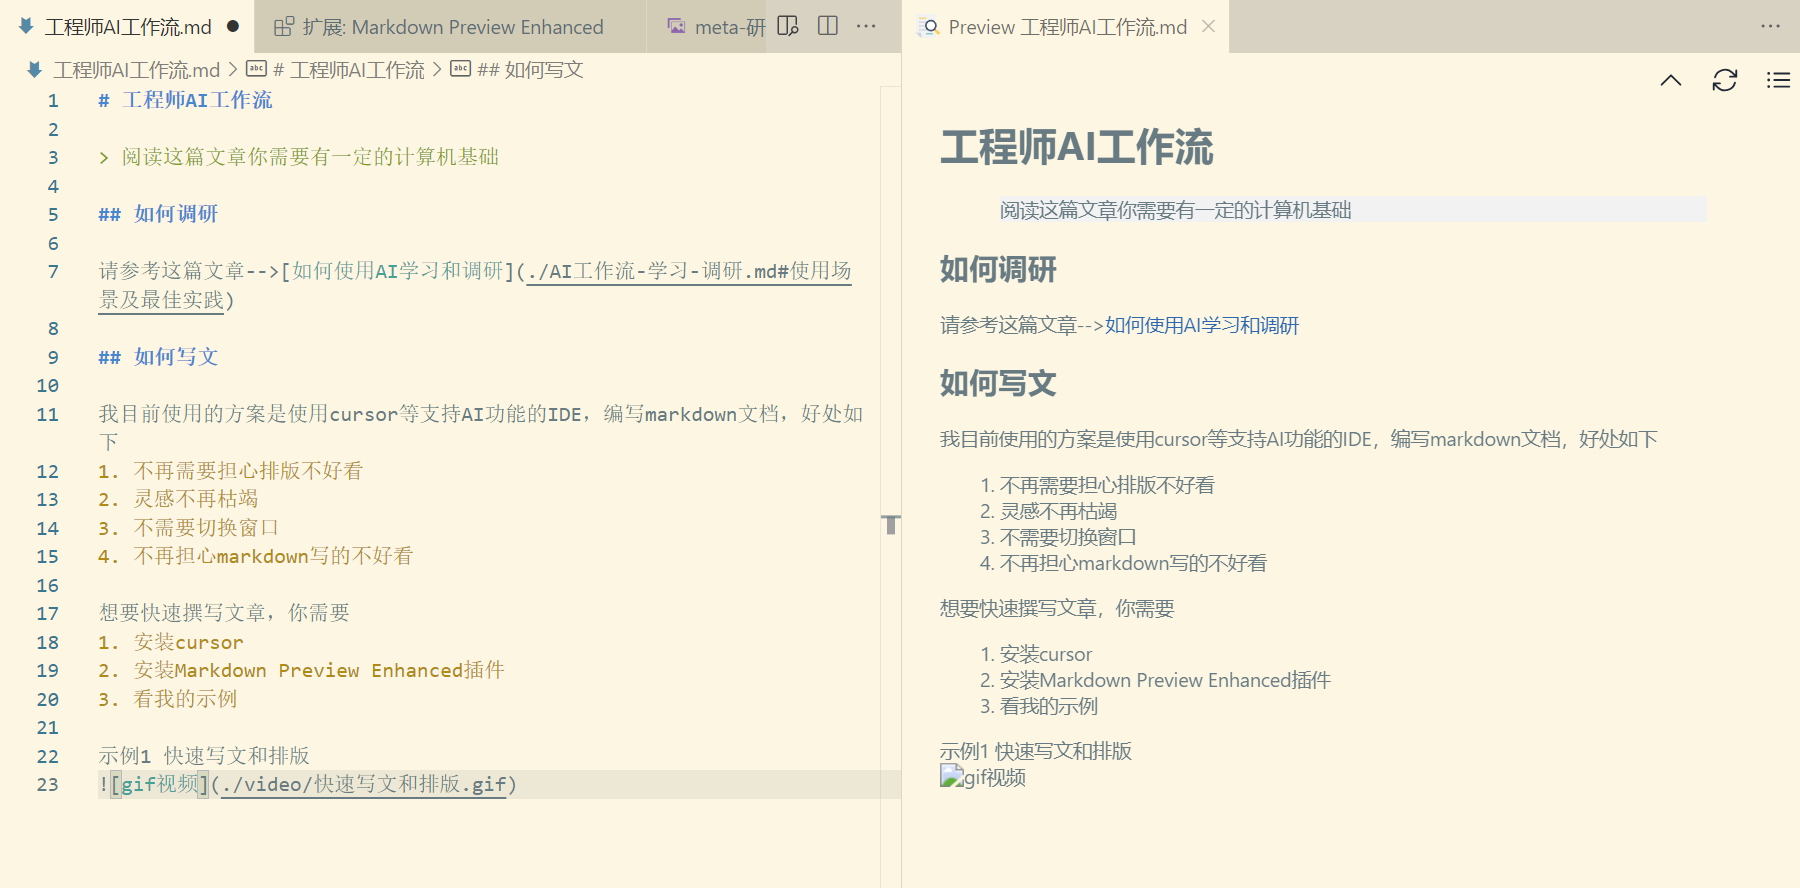 工程师AI工作流.md
扩展: Markdown Preview Enhanced
meta-研
Preview 工程师AI工作流.md
工程师AI工作流.md > # 工程师AI工作流 > ## 如何写文
1 # 工程师AI工作流
2
3 > 阅读这篇文章你需要有一定的计算机基础
4
5 ## 如何调研
6
7 请参考这篇文章-->[如何使用AI学习和调研](./AI工作流-学习-调研.md#使用场
景及最佳实践)
8
9 ## 如何写文
10
11 我目前使用的方案是使用cursor等支持AI功能的IDE，编写markdown文档，好处如
下
12 1. 不再需要担心排版不好看
13 2. 灵感不再枯竭
14 3. 不需要切换窗口
15 4. 不再担心markdown写的不好看
16
17 想要快速撰写文章，你需要
18 1. 安装cursor
19 2. 安装Markdown Preview Enhanced插件
20 3. 看我的示例
21
22 示例1 快速写文和排版
23 ![gif视频](./video/快速写文和排版.gif)
工程师AI工作流
阅读这篇文章你需要有一定的计算机基础
如何调研
请参考这篇文章-->如何使用AI学习和调研
如何写文
我目前使用的方案是使用cursor等支持AI功能的IDE，编写markdown文档，好处如下
1. 不再需要担心排版不好看
2. 灵感不再枯竭
3. 不需要切换窗口
4. 不再担心markdown写的不好看
想要快速撰写文章，你需要
1. 安装cursor
2. 安装Markdown Preview Enhanced插件
3. 看我的示例
示例1 快速写文和排版
gif视频